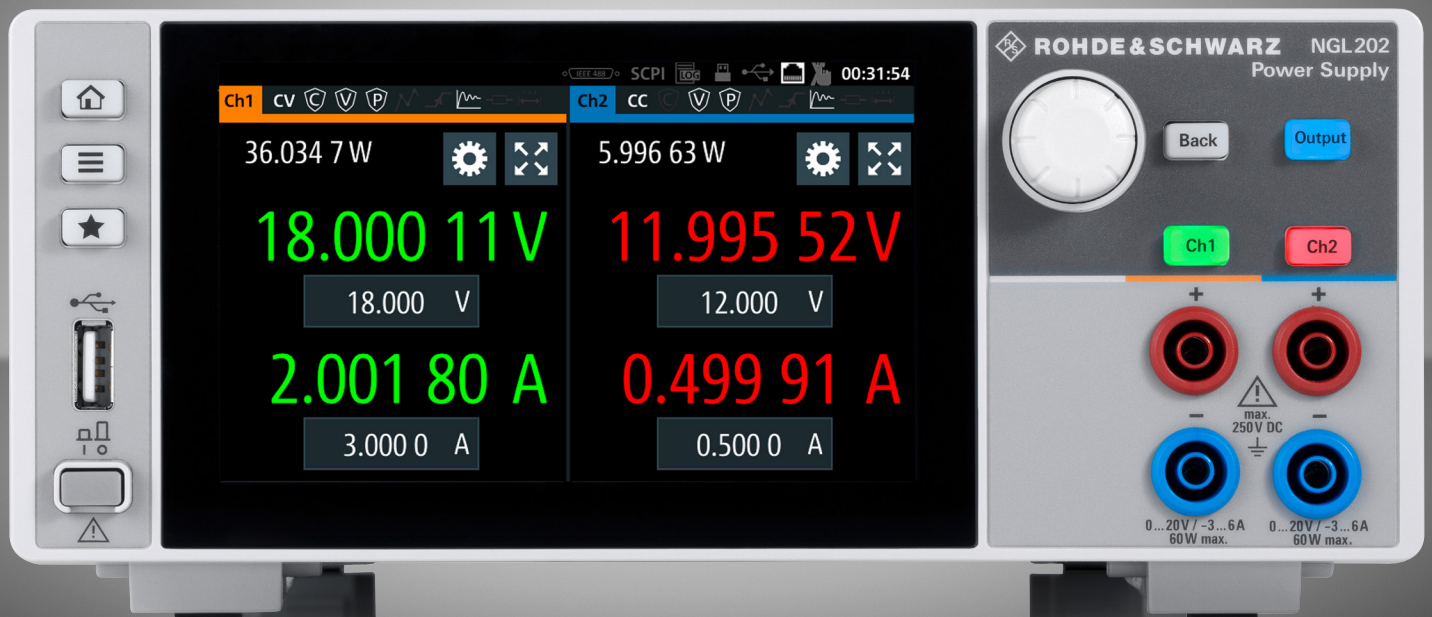 ROHDE & SCHWARZ NGL202
Power Supply
IEEE 488 SCPI LOG 00:31:54
Ch1 CV C V P
Ch2 CC C V P
36.034 7 W
5.996 63 W
18.000 11 V
11.995 52 V
18.000 V
12.000 V
2.001 80 A
0.499 91 A
3.000 0 A
0.500 0 A
Back
Output
Ch1
Ch2
+ +
max.
250V DC
− −
0...20V / −3...6A
60W max.
0...20V / −3...6A
60W max.